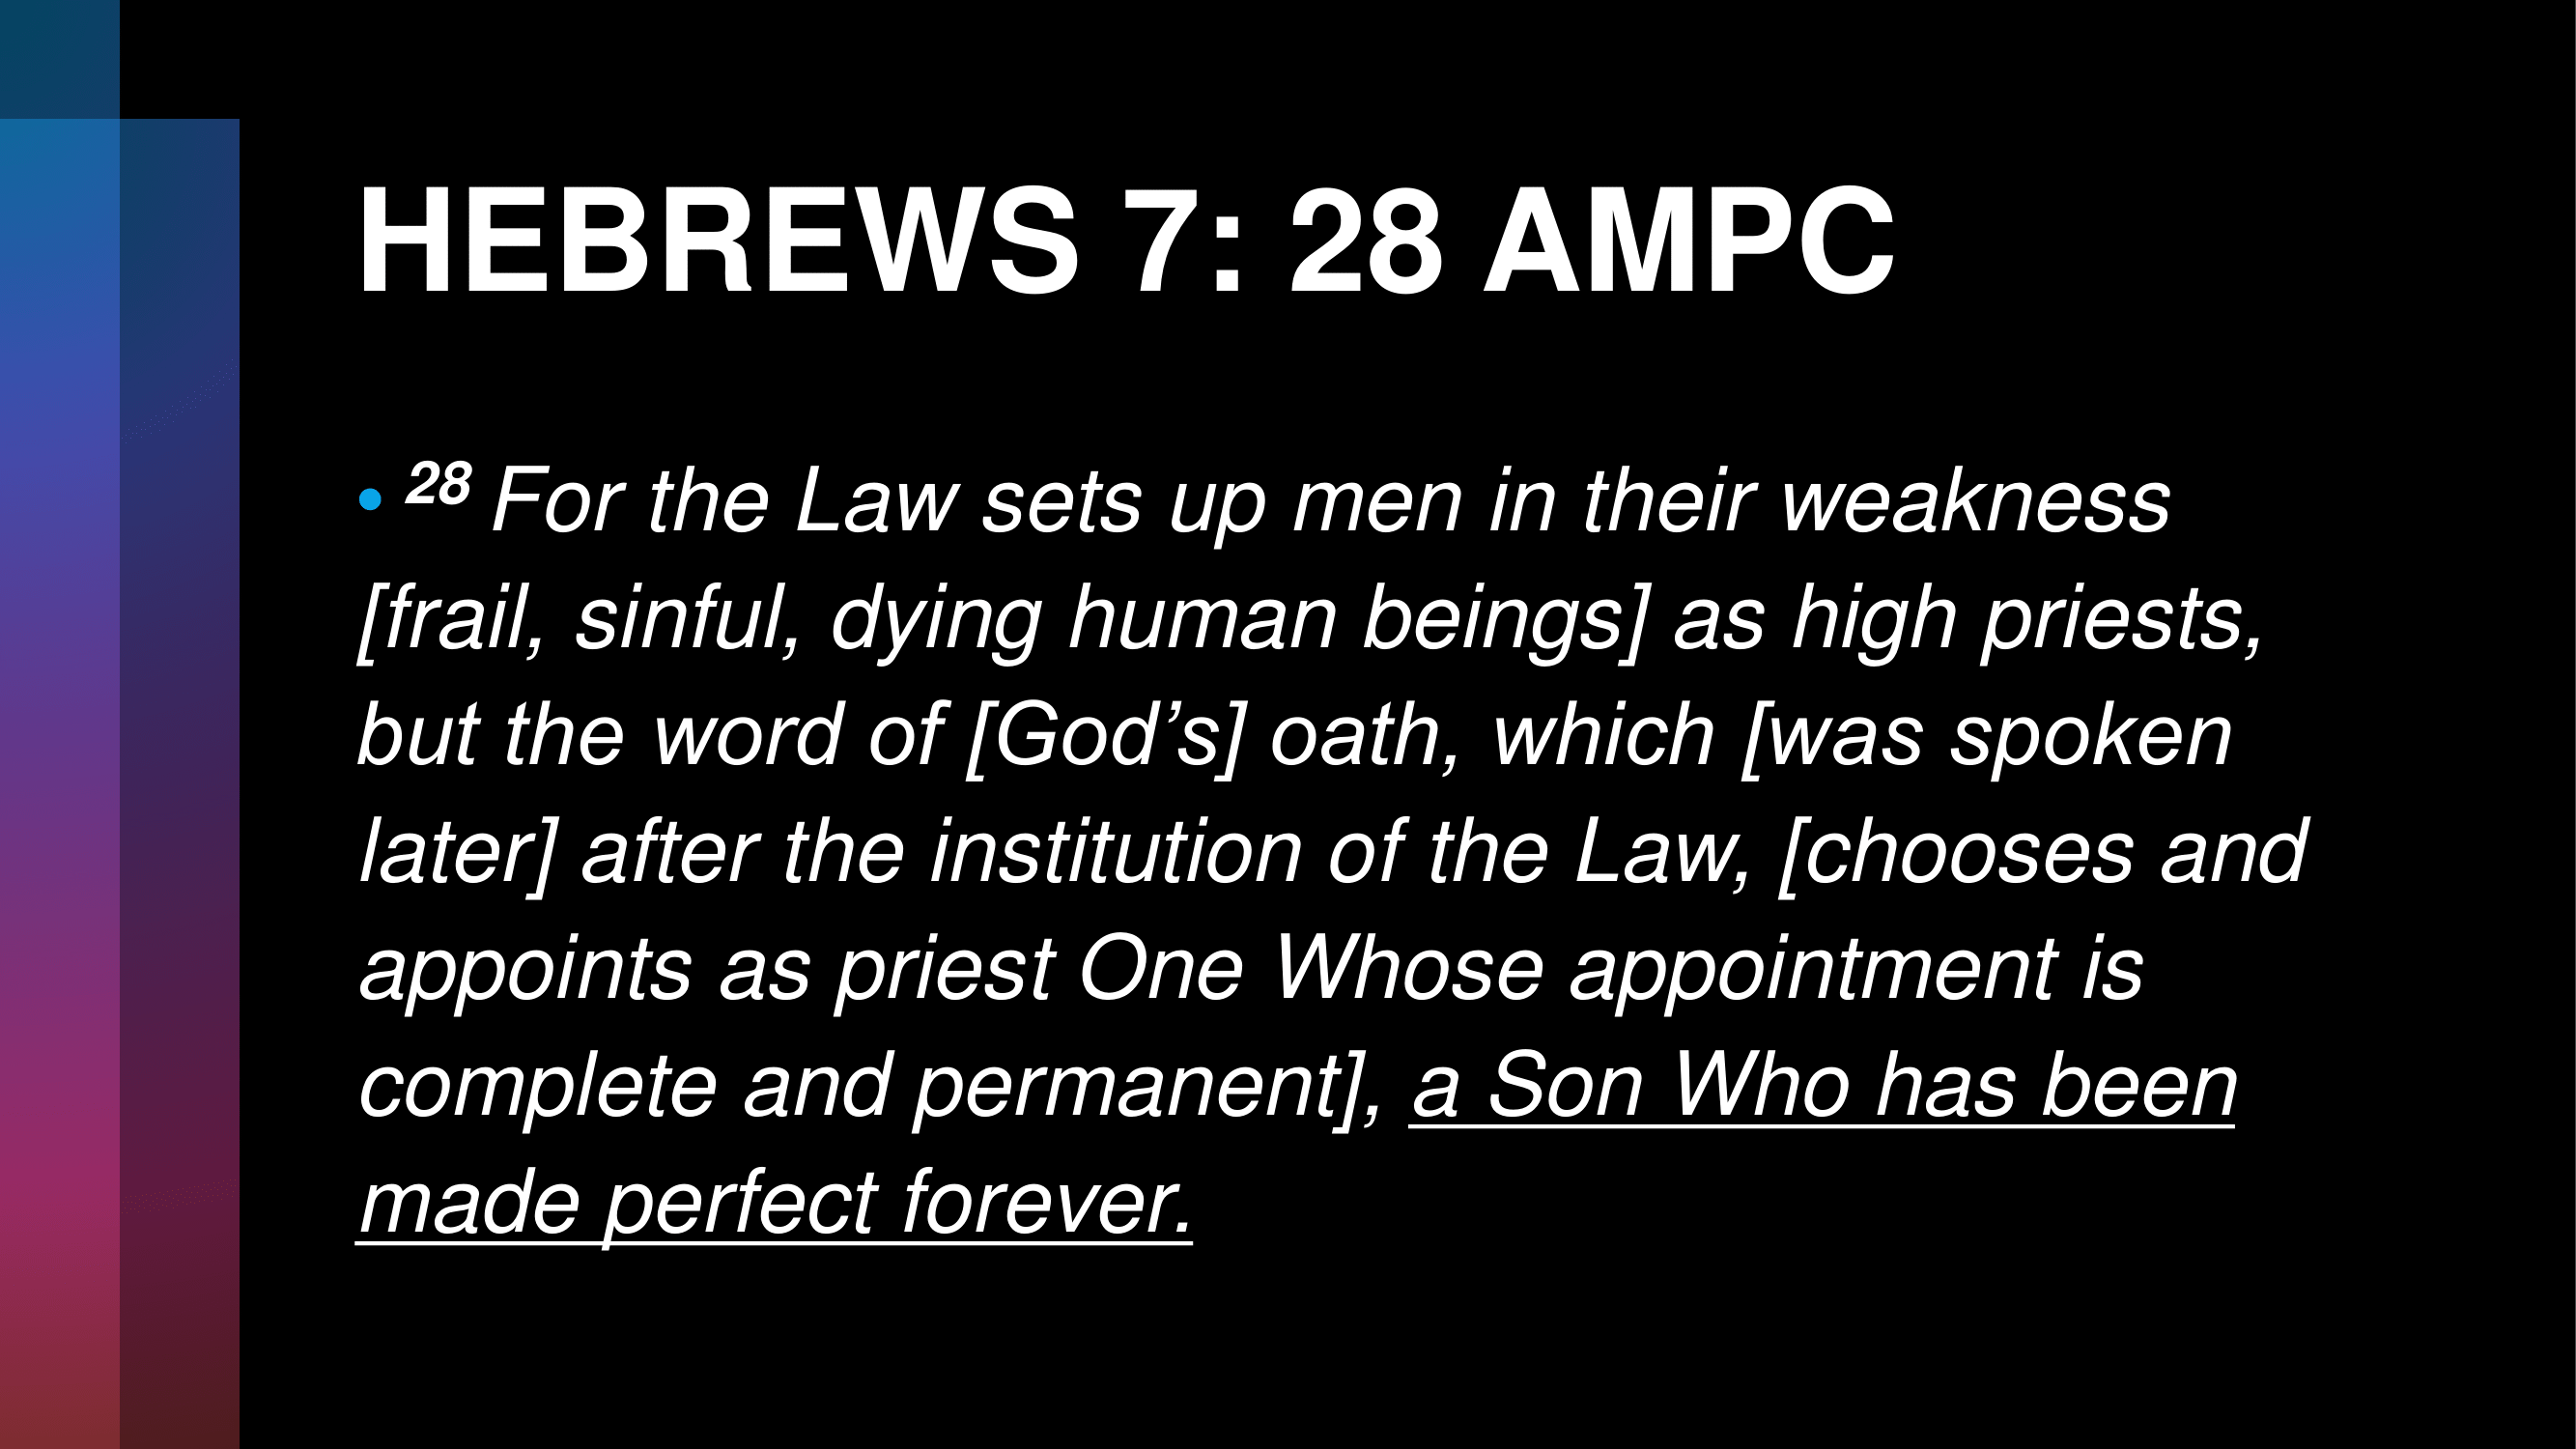 HEBREWS 7: 28 AMPC
• 28 For the Law sets up men in their weakness
[frail, sinful, dying human beings] as high priests,
but the word of [God’s] oath, which [was spoken
later] after the institution of the Law, [chooses and
appoints as priest One Whose appointment is
complete and permanent], a Son Who has been
made perfect forever.